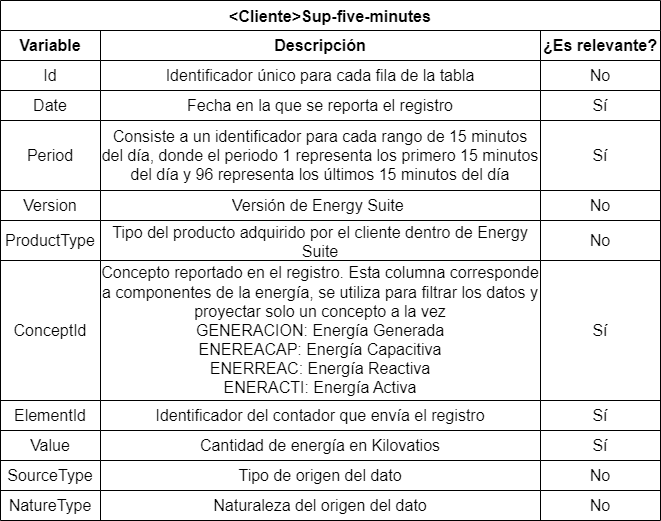 <Cliente>Sup-five-minutes
Variable Descripción ¿Es relevante?
Id Identificador único para cada fila de la tabla No
Date Fecha en la que se reporta el registro Sí
Period Consiste a un identificador para cada rango de 15 minutos
del día, donde el periodo 1 representa los primero 15 minutos
del día y 96 representa los últimos 15 minutos del día Sí
Version Versión de Energy Suite No
ProductType Tipo del producto adquirido por el cliente dentro de Energy
Suite No
ConceptId Concepto reportado en el registro. Esta columna corresponde
a componentes de la energía, se utiliza para filtrar los datos y
proyectar solo un concepto a la vez
GENERACION: Energía Generada
ENEREACAP: Energía Capacitiva
ENERREAC: Energía Reactiva
ENERACTI: Energía Activa Sí
ElementId Identificador del contador que envía el registro Sí
Value Cantidad de energía en Kilovatios Sí
SourceType Tipo de origen del dato No
NatureType Naturaleza del origen del dato No